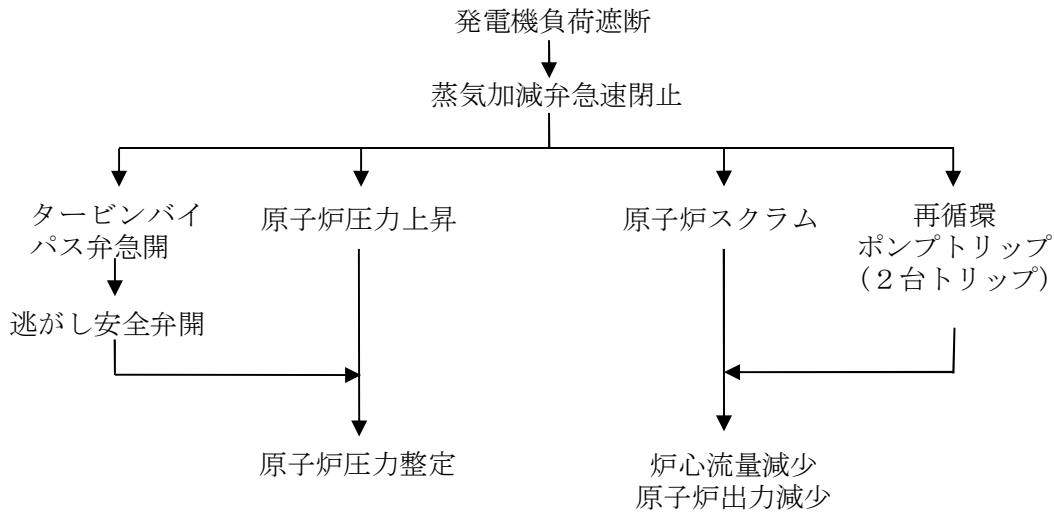 発電機負荷遮断
蒸気加減弁急速閉止
タービンバイ
パス弁急開
逃がし安全弁開
原子炉圧力上昇
原子炉スクラム
再循環
ポンプトリップ
(2台トリップ)
原子炉圧力整定
炉心流量減少
原子炉出力減少